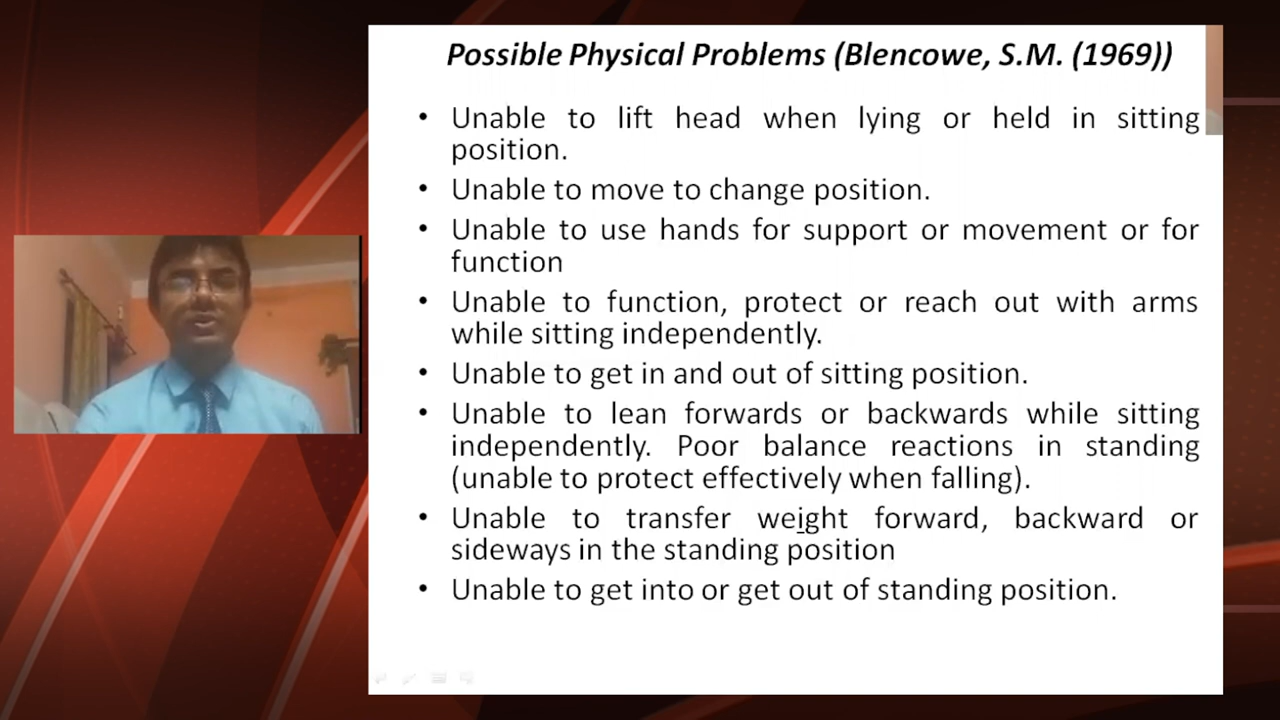 Possible Physical Problems (Blencowe, S.M. (1969))
• Unable to lift head when lying or held in sitting
position.
• Unable to move to change position.
• Unable to use hands for support or movement or for
function
• Unable to function, protect or reach out with arms
while sitting independently.
• Unable to get in and out of sitting position.
• Unable to lean forwards or backwards while sitting
independently. Poor balance reactions in standing
(unable to protect effectively when falling).
• Unable to transfer weight forward, backward or
sideways in the standing position
• Unable to get into or get out of standing position.